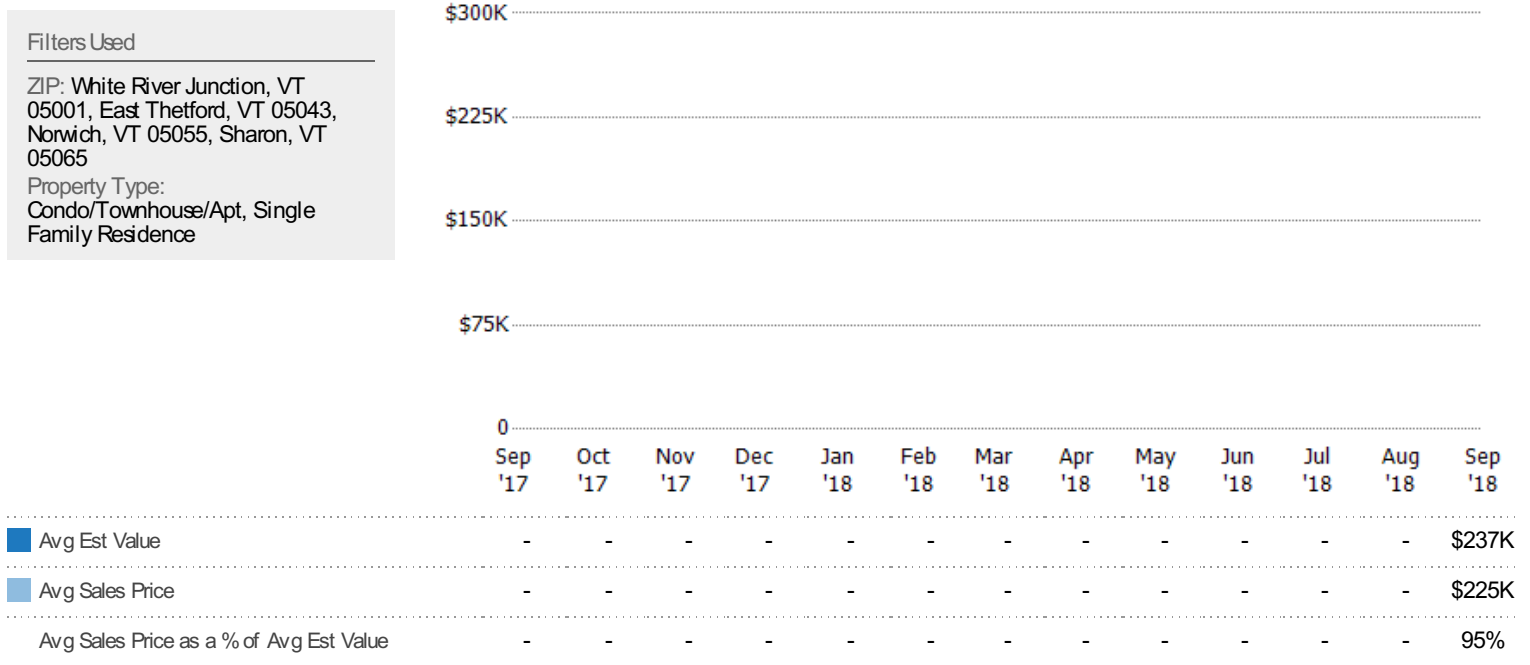 Filters Used
ZIP: White River Junction, VT
05001, East Thetford, VT 05043,
Norwich, VT 05055, Sharon, VT
05065
Property Type:
Condo/Townhouse/Apt, Single
Family Residence
$300K
$225K
$150K
$75K
0
Sep Oct Nov Dec Jan Feb Mar Apr May Jun Jul Aug Sep
'17 '17 '17 '17 '18 '18 '18 '18 '18 '18 '18 '18 '18
Avg Est Value - - - - - - - - - - - - $237K
Avg Sales Price - - - - - - - - - - - - $225K
Avg Sales Price as a % of Avg Est Value - - - - - - - - - - - - 95%